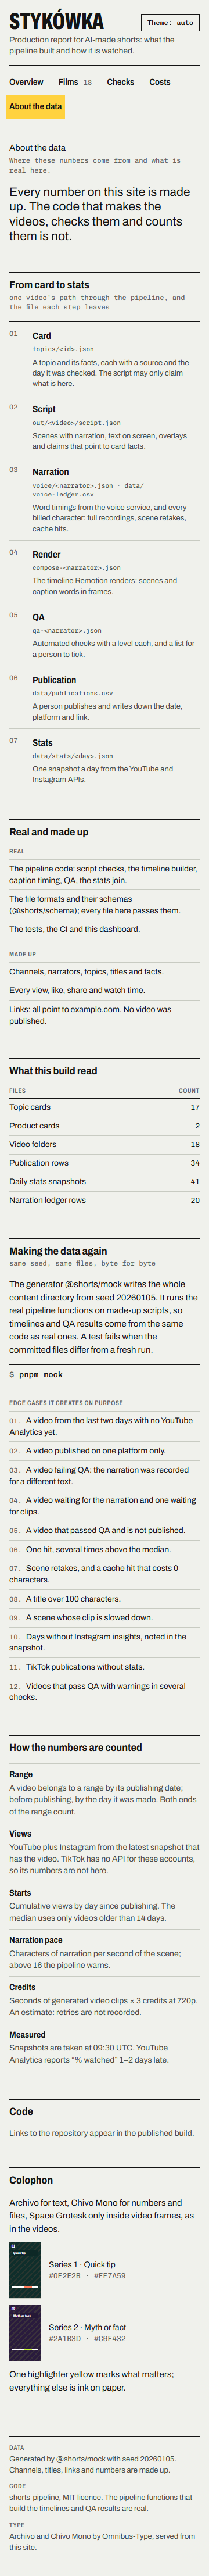 STYKÓWKA
Theme: auto
Production report for AI-made shorts: what the
pipeline built and how it is watched.
Overview Films 18 Checks Costs
About the data
About the data
Where these numbers come from and what is
real here.
Every number on this site is made
up. The code that makes the
videos, checks them and counts
them is not.
From card to stats
one video's path through the pipeline, and
the file each step leaves
01 Card
topics/<id>.json
A topic and its facts, each with a source and the
day it was checked. The script may only claim
what is here.
02 Script
out/<video>/script.json
Scenes with narration, text on screen, overlays
and claims that point to card facts.
03 Narration
voice/<narrator>.json · data/
voice-ledger.csv
Word timings from the voice service, and every
billed character: full recordings, scene retakes,
cache hits.
04 Render
compose-<narrator>.json
The timeline Remotion renders: scenes and
caption words in frames.
05 QA
qa-<narrator>.json
Automated checks with a level each, and a list for
a person to tick.
06 Publication
data/publications.csv
A person publishes and writes down the date,
platform and link.
07 Stats
data/stats/<day>.json
One snapshot a day from the YouTube and
Instagram APIs.
Real and made up
REAL
The pipeline code: script checks, the timeline builder,
caption timing, QA, the stats join.
The file formats and their schemas
(@shorts/schema); every file here passes them.
The tests, the CI and this dashboard.
MADE UP
Channels, narrators, topics, titles and facts.
Every view, like, share and watch time.
Links: all point to example.com. No video was
published.
What this build read
FILES COUNT
Topic cards 17
Product cards 2
Video folders 18
Publication rows 34
Daily stats snapshots 41
Narration ledger rows 20
Making the data again
same seed, same files, byte for byte
The generator @shorts/mock writes the whole
content directory from seed 20260105. It runs the
real pipeline functions on made-up scripts, so
timelines and QA results come from the same
code as real ones. A test fails when the
committed files differ from a fresh run.
$ pnpm mock
EDGE CASES IT CREATES ON PURPOSE
01. A video from the last two days with no YouTube
Analytics yet.
02. A video published on one platform only.
03. A video failing QA: the narration was recorded
for a different text.
04. A video waiting for the narration and one waiting
for clips.
05. A video that passed QA and is not published.
06. One hit, several times above the median.
07. Scene retakes, and a cache hit that costs 0
characters.
08. A title over 100 characters.
09. A scene whose clip is slowed down.
10. Days without Instagram insights, noted in the
snapshot.
11. TikTok publications without stats.
12. Videos that pass QA with warnings in several
checks.
How the numbers are counted
Range
A video belongs to a range by its publishing date;
before publishing, by the day it was made. Both ends
of the range count.
Views
YouTube plus Instagram from the latest snapshot that
has the video. TikTok has no API for these accounts,
so its numbers are not here.
Starts
Cumulative views by day since publishing. The
median uses only videos older than 14 days.
Narration pace
Characters of narration per second of the scene;
above 16 the pipeline warns.
Credits
Seconds of generated video clips × 3 credits at 720p.
An estimate: retries are not recorded.
Measured
Snapshots are taken at 09:30 UTC. YouTube
Analytics reports “% watched” 1–2 days late.
Code
Links to the repository appear in the published build.
Colophon
Archivo for text, Chivo Mono for numbers and
files, Space Grotesk only inside video frames, as
in the videos.
Quick tip
Series 1 · Quick tip
#0F2E2B · #FF7A59
Myth or fact
Series 2 · Myth or fact
#2A1B3D · #C6F432
One highlighter yellow marks what matters;
everything else is ink on paper.
DATA
Generated by @shorts/mock with seed 20260105.
Channels, titles, links and numbers are made up.
CODE
shorts-pipeline, MIT licence. The pipeline functions that
build the timelines and QA results are real.
TYPE
Archivo and Chivo Mono by Omnibus-Type, served from
this site.